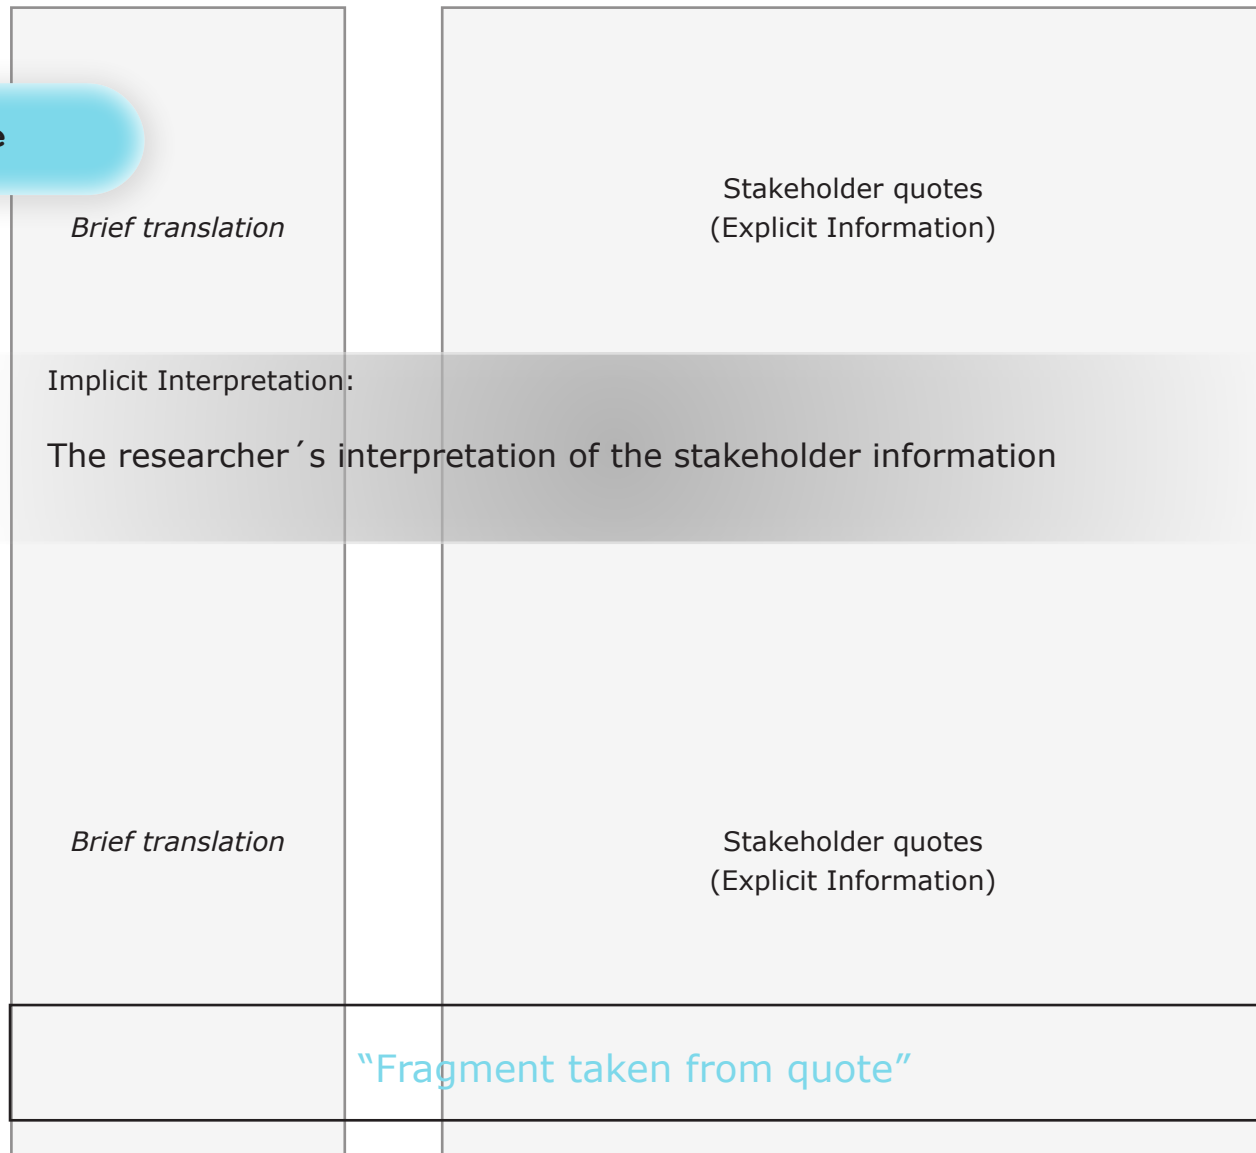 Stakeholder quotes
Brief translation
(Explicit Information)
Implicit Interpretation:
The researcher´s interpretation of the stakeholder information
Brief translation
Stakeholder quotes
(Explicit Information)
“Fragment taken from quote”